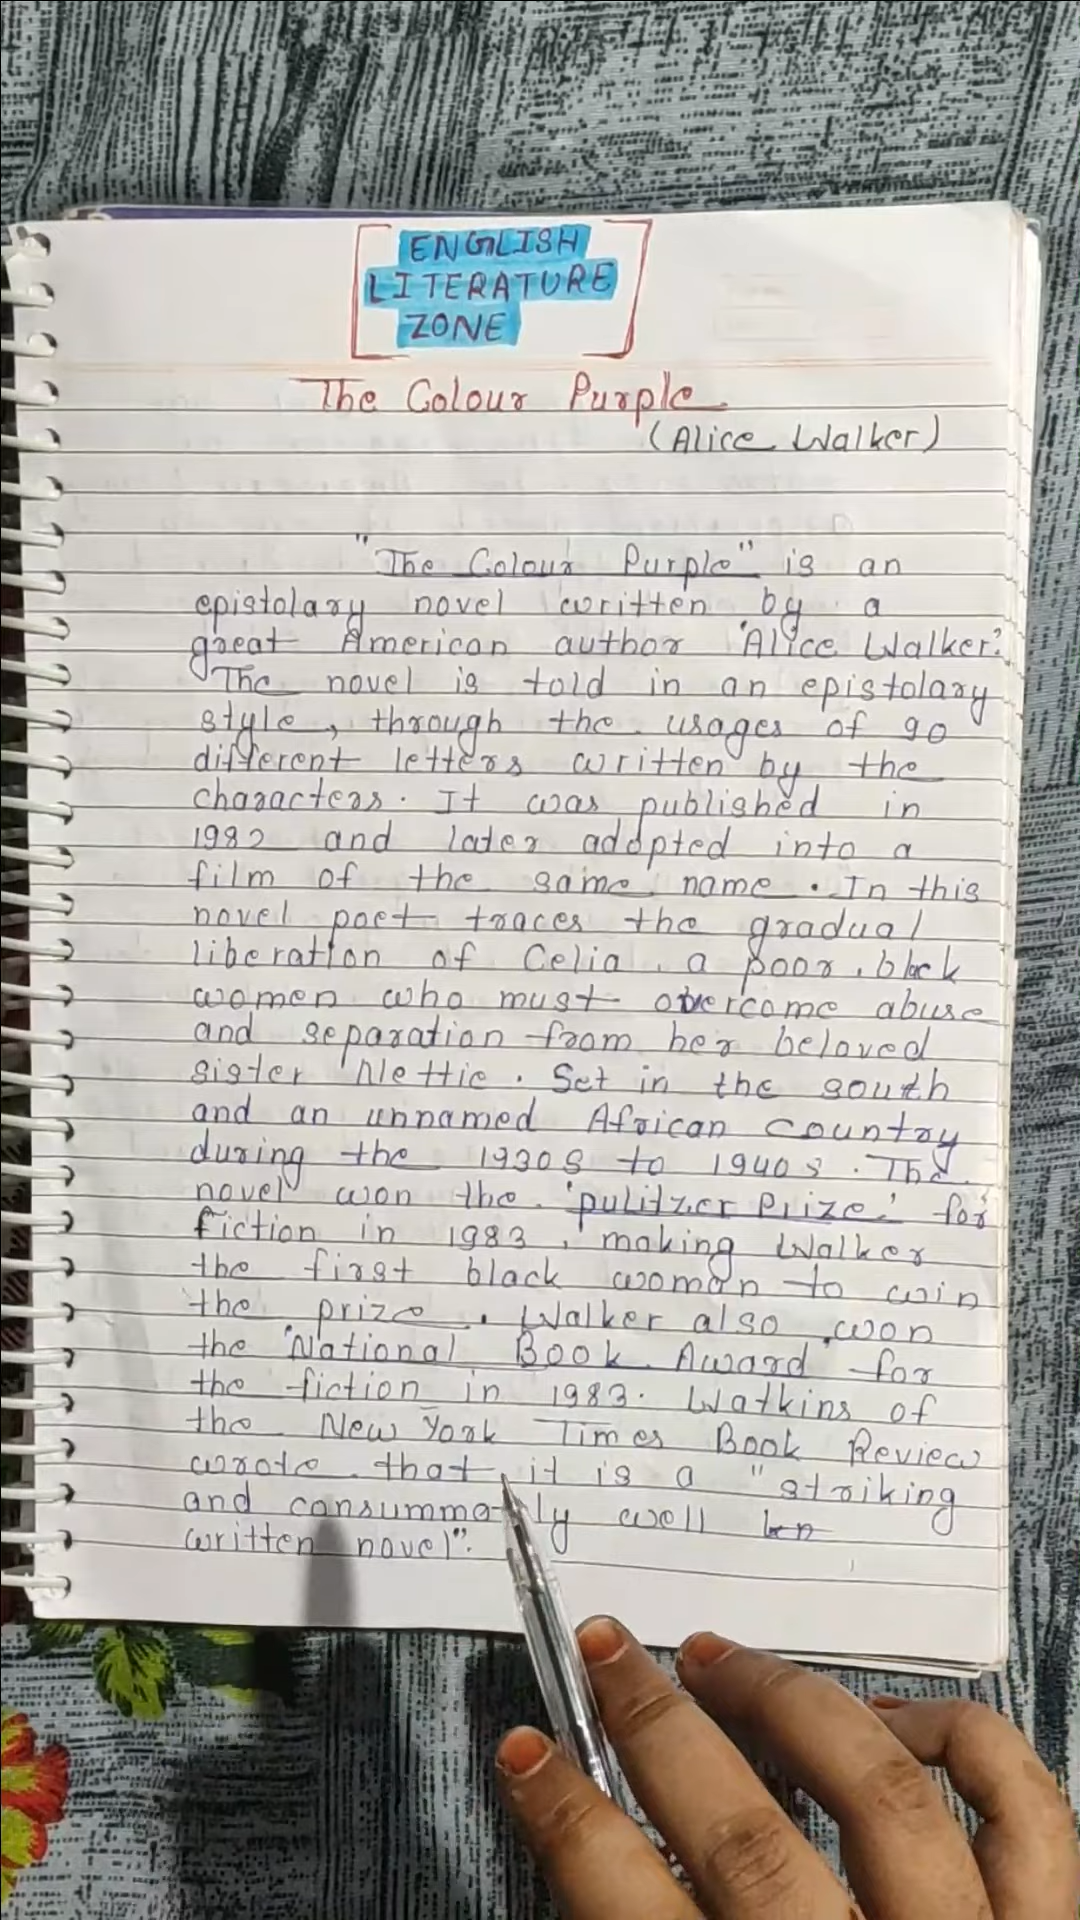 ENGLISH
LITERATURE
ZONE
The Colour Purple
(Alice Walker)
"The Colour Purple" is an
epistolary novel written by a
great American author 'Alice Walker'.
The novel is told in an epistolary
style, through the usages of 90
different letters written by the
characters. It was published in
1982 and later adopted into a
film of the same name. In this
novel poet traces the gradual
liberation of Celia, a poor, black
women who must overcome abuse
and separation from her beloved
sister Nettie. Set in the south
and an unnamed African country
during the 1930s to 1940s. The
novel won the 'pulitzer Prize' for
fiction in 1983, making Walker
the first black woman to win
the prize. Walker also won
the 'National Book Award' for
the fiction in 1983. Watkins of
the New York Times Book Review
wrote that it is a "striking
and consummately well
written novel".